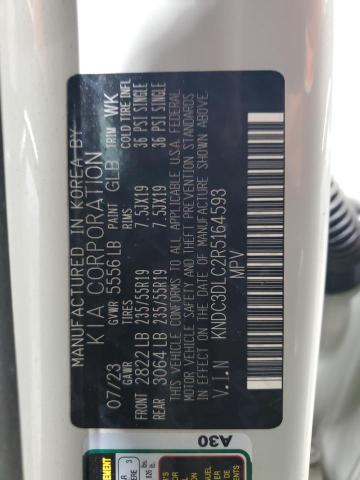 MANUFACTURED IN KOREA BY
KIA CORPORATION
07/23 GVWR 5556 LB PAINT GLB TRIM WK
GAWR TIRES RIMS COLD TIRE INFL
FRONT 2822 LB 235/55R19 7.5JX19 36 PSI SINGLE
REAR 3064 LB 235/55R19 7.5JX19 36 PSI SINGLE
THIS VEHICLE CONFORMS TO ALL APPLICABLE U.S.A. FEDERAL
MOTOR VEHICLE SAFETY AND THEFT PREVENTION STANDARDS
IN EFFECT ON THE DATE OF MANUFACTURE SHOWN ABOVE.
V.I.N KNDC3DLC2R5164593
MPV
A30